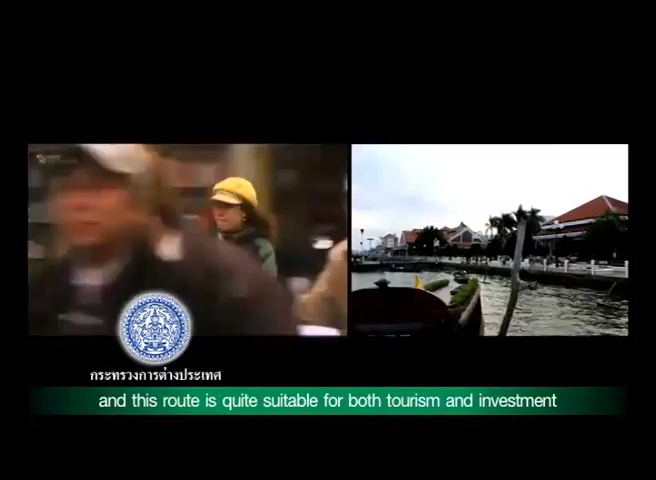 กระทรวงการต่างประเทศ
and this route is quite suitable for both tourism and investment